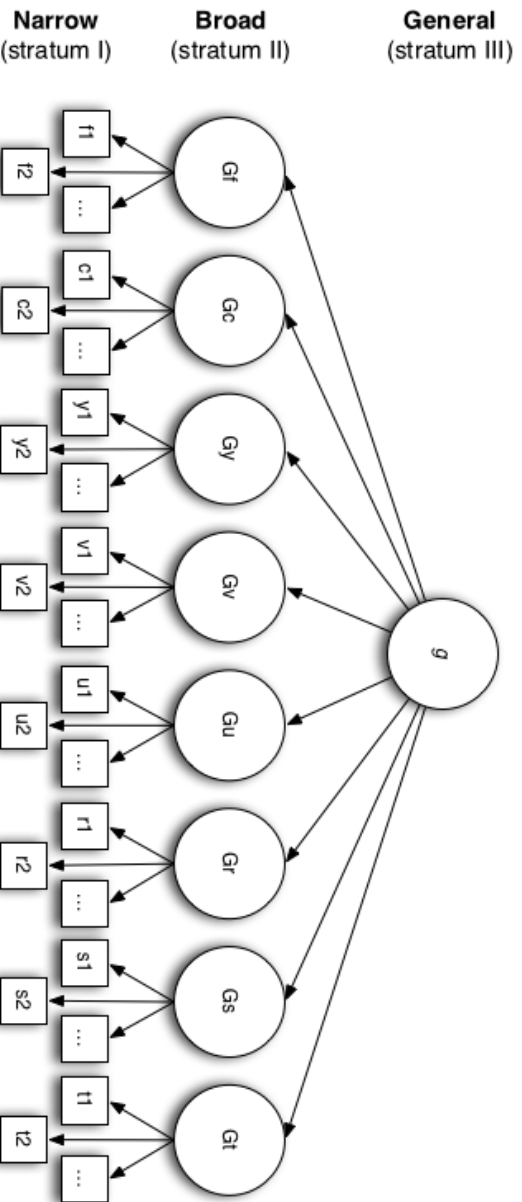 Narrow
(stratum I)
Broad
(stratum II)
General
(stratum III)
f1
f2
...
Gf
c1
c2
...
Gc
y1
y2
...
Gy
v1
v2
...
Gv
g
u1
u2
...
Gu
r1
r2
...
Gr
s1
s2
...
Gs
t1
t2
...
Gt